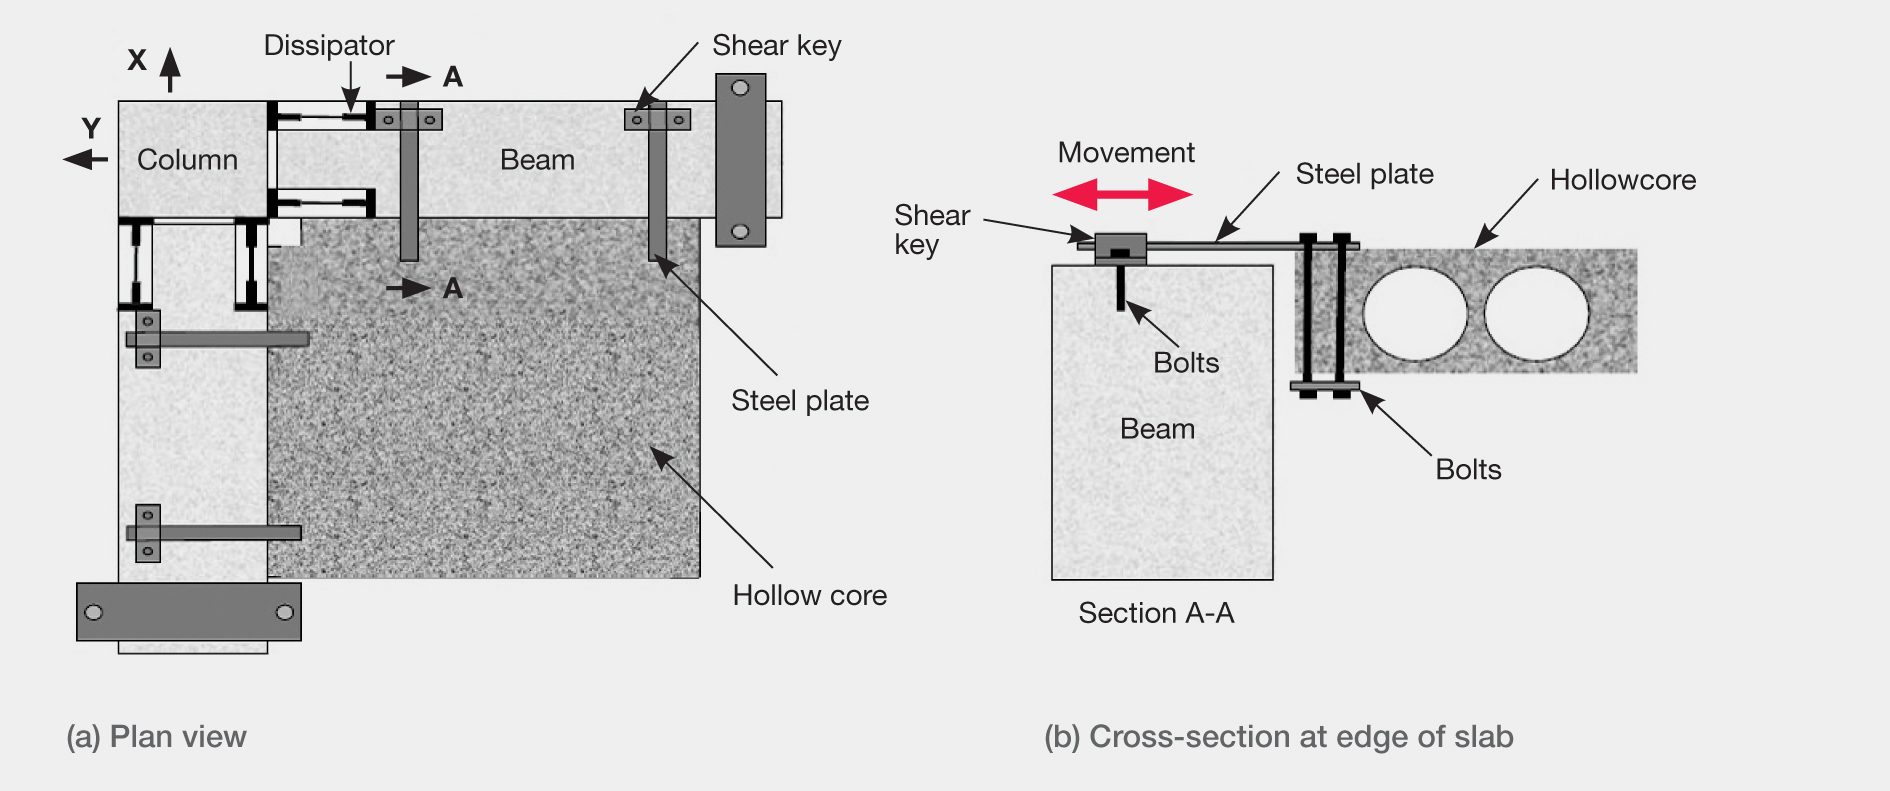 X
Dissipator
A
Shear key
Y
Column
Beam
A
Steel plate
Hollow core
(a) Plan view
Movement
Steel plate
Hollowcore
Shear
key
Bolts
Beam
Bolts
Section A-A
(b) Cross-section at edge of slab